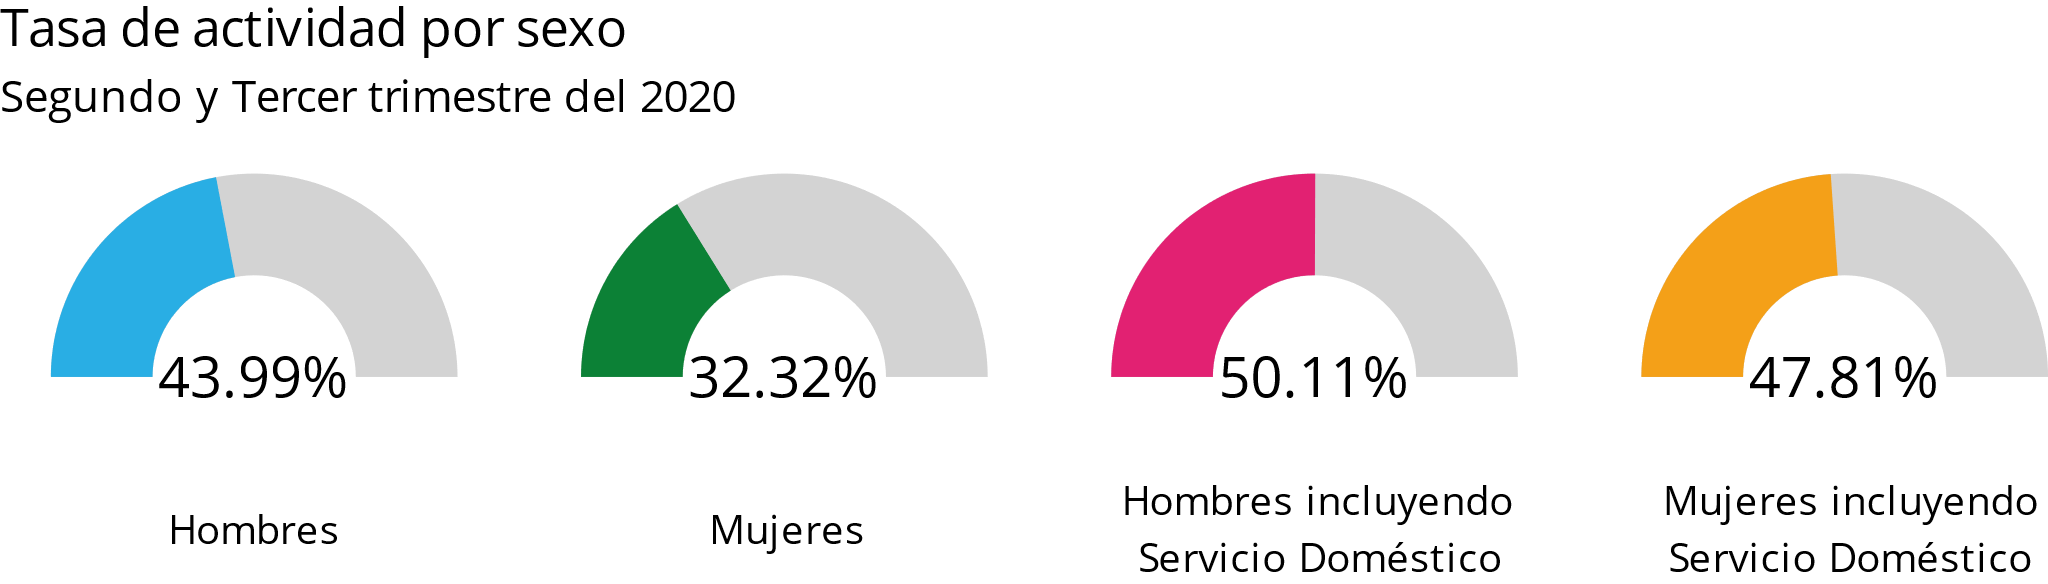 Tasa de actividad por sexo
Segundo y Tercer trimestre del 2020
43.99%
32.32%
50.11%
47.81%
Hombres
Mujeres
Hombres incluyendo
Servicio Doméstico
Mujeres incluyendo
Servicio Doméstico